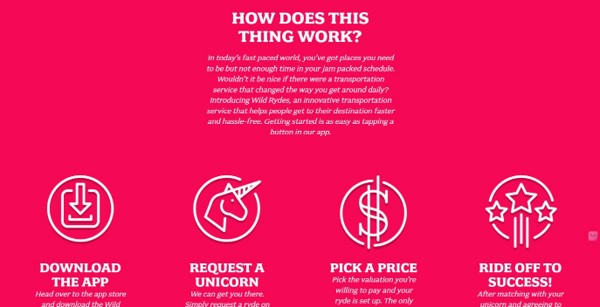 HOW DOES THIS
THING WORK?
In today's fast paced world, you've got places you need
to be but not enough time in your jam packed schedule.
Wouldn't it be nice if there were a transportation
service that changed the way you get around daily?
Introducing Wild Rydes, an innovative transportation
service that helps people get to their destination faster
and hassle-free. Getting started is as easy as tapping a
button in our app.
DOWNLOAD
THE APP
Head over to the app store
and download the Wild
REQUEST A
UNICORN
We can get you there.
Simply request a ryde on
PICK A PRICE
Pick the valuation you're
willing to pay and your
ryde is set up. The only
RIDE OFF TO
SUCCESS!
After matching with your
unicorn and agreeing to